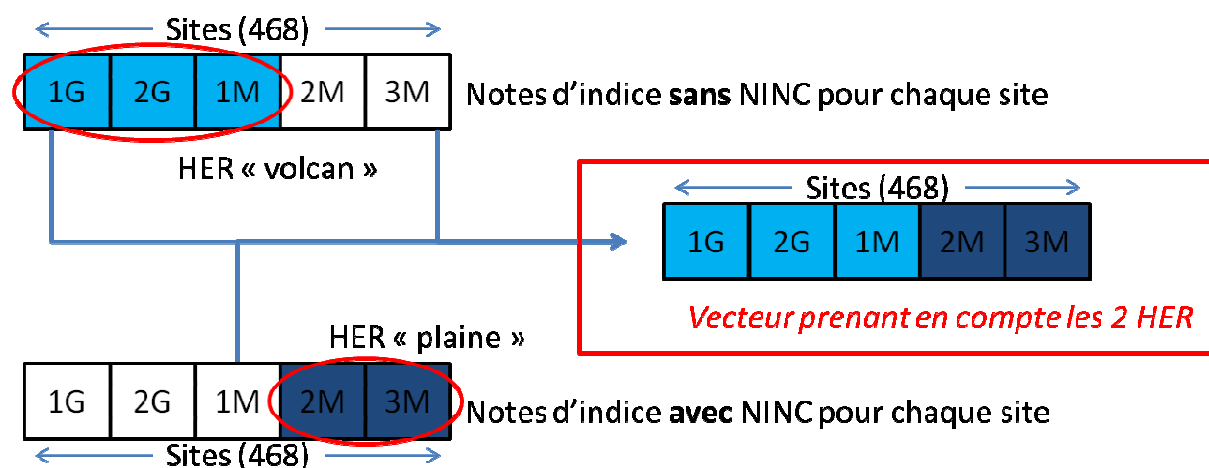 Sites (468)
1G 2G 1M 2M 3M
Notes d'indice sans NINC pour chaque site
HER « volcan »
Sites (468)
1G 2G 1M 2M 3M
Vecteur prenant en compte les 2 HER
HER « plaine »
1G 2G 1M 2M 3M
Notes d'indice avec NINC pour chaque site
Sites (468)